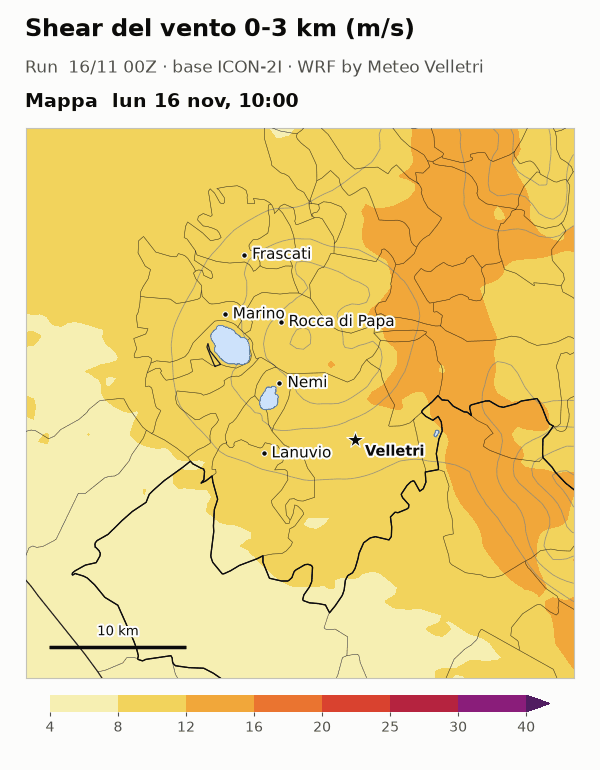 Shear del vento 0-3 km (m/s)
Run 16/11 00Z · base ICON-2I · WRF by Meteo Velletri
Mappa lun 16 nov, 10:00
Frascati
Marino
Rocca di Papa
Nemi
Velletri
Lanuvio
10 km
4 8 12 16 20 25 30 40